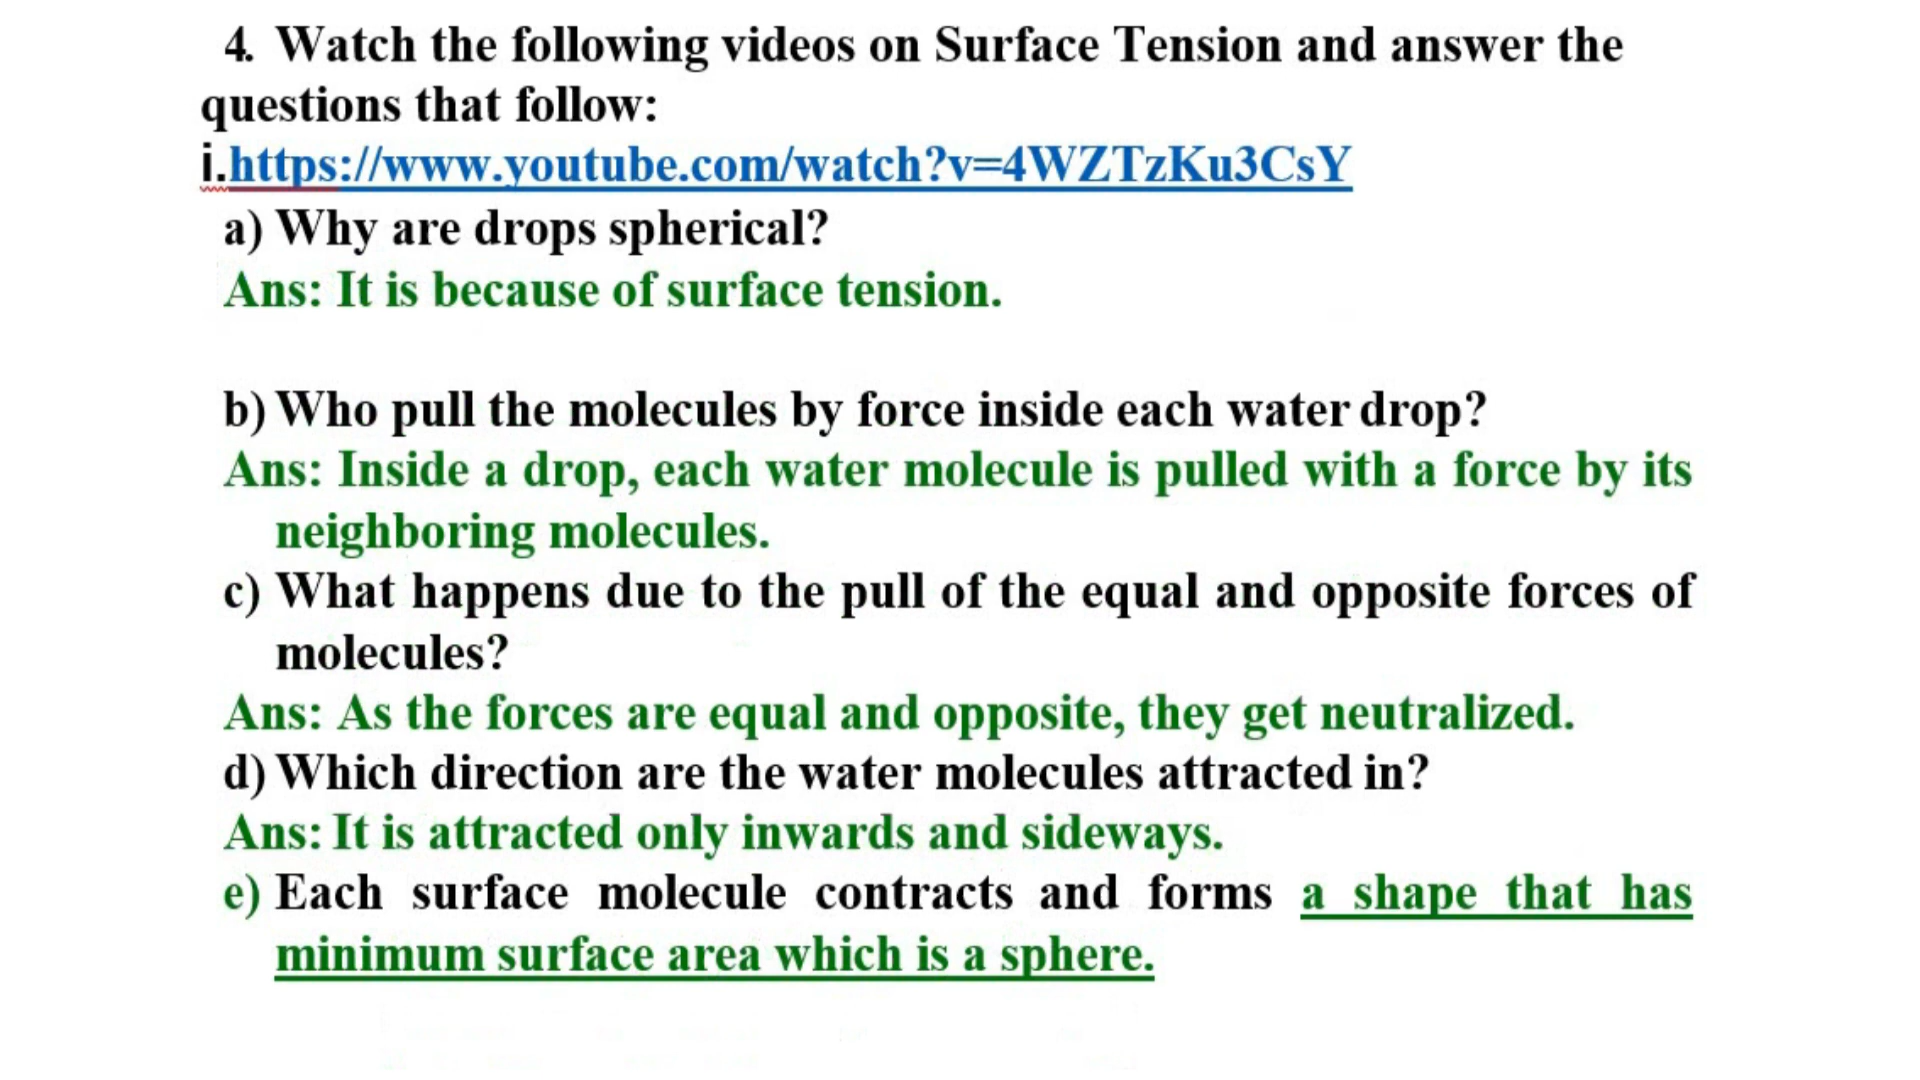 4. Watch the following videos on Surface Tension and answer the
questions that follow:
i.https://www.youtube.com/watch?v=4WZTzKu3CsY
a) Why are drops spherical?
Ans: It is because of surface tension.
b) Who pull the molecules by force inside each water drop?
Ans: Inside a drop, each water molecule is pulled with a force by its
neighboring molecules.
c) What happens due to the pull of the equal and opposite forces of
molecules?
Ans: As the forces are equal and opposite, they get neutralized.
d) Which direction are the water molecules attracted in?
Ans: It is attracted only inwards and sideways.
e) Each surface molecule contracts and forms a shape that has
minimum surface area which is a sphere.